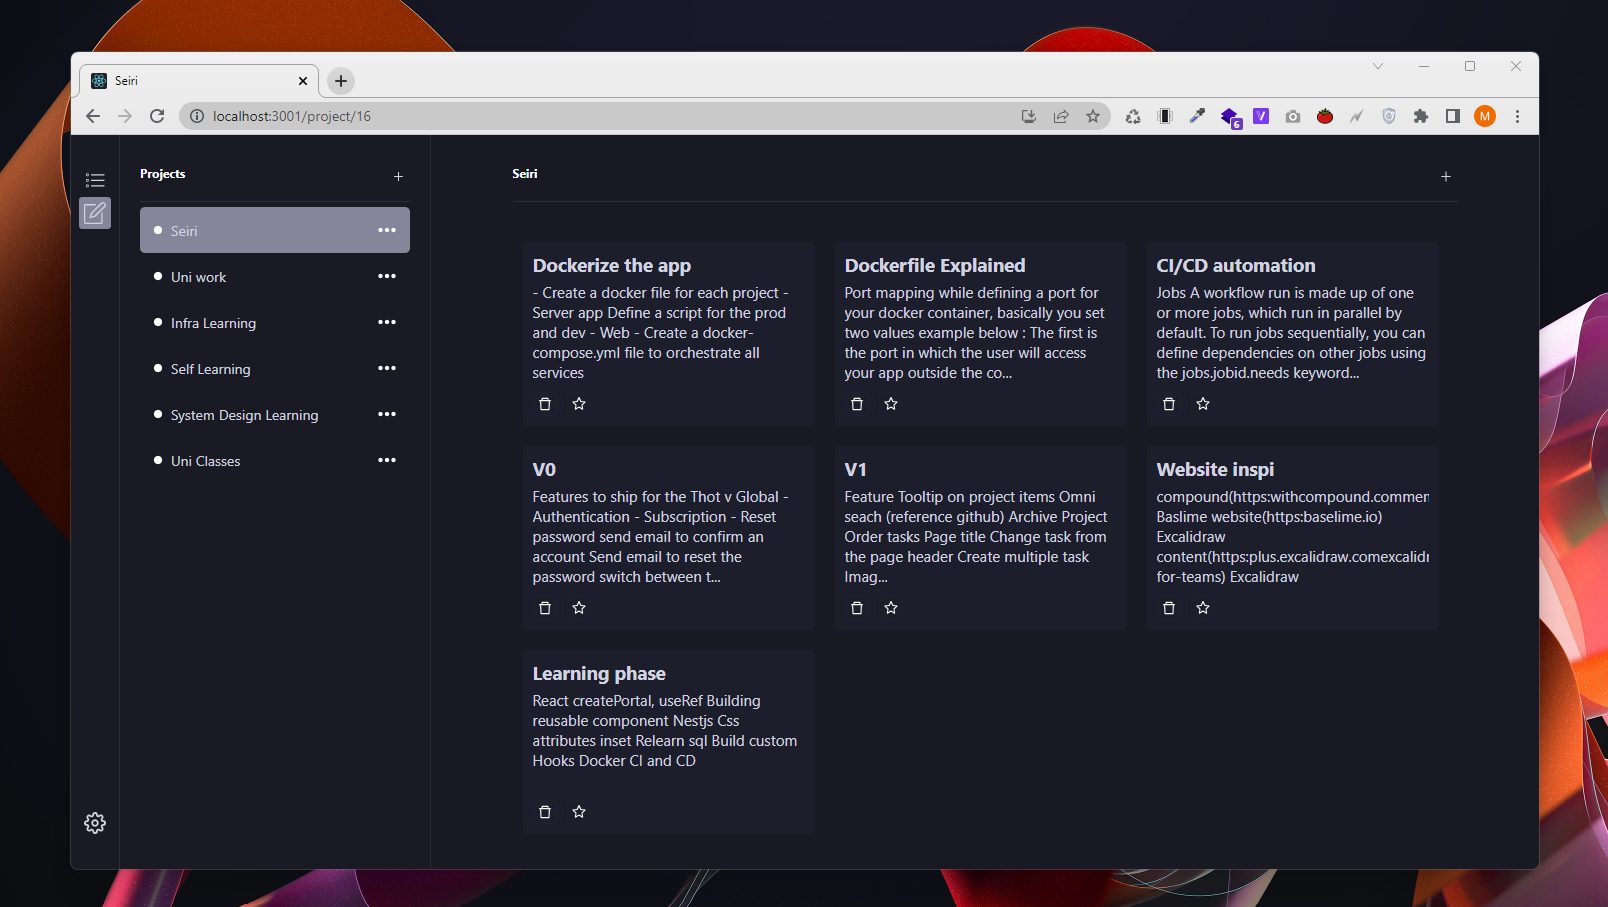 Seiri
localhost:3001/project/16
6
V
M
Projects
Seiri
Uni work
Infra Learning
Self Learning
System Design Learning
Uni Classes
Seiri
Dockerize the app
- Create a docker file for each project -
Server app Define a script for the prod
and dev - Web - Create a docker-
compose.yml file to orchestrate all
services
Dockerfile Explained
Port mapping while defining a port for
your docker container, basically you set
two values example below : The first is
the port in which the user will access
your app outside the co...
CI/CD automation
Jobs A workflow run is made up of one
or more jobs, which run in parallel by
default. To run jobs sequentially, you can
define dependencies on other jobs using
the jobs.jobid.needs keyword...
V0
Features to ship for the Thot v Global -
Authentication - Subscription - Reset
password send email to confirm an
account Send email to reset the
password switch between t...
V1
Feature Tooltip on project items Omni
seach (reference github) Archive Project
Order tasks Page title Change task from
the page header Create multiple task
Imag...
Website inspi
compound(https:withcompound.commen
Baslime website(https:baselime.io)
Excalidraw
content(https:plus.excalidraw.comexcalidr
for-teams) Excalidraw
Learning phase
React createPortal, useRef Building
reusable component Nestjs Css
attributes inset Relearn sql Build custom
Hooks Docker CI and CD